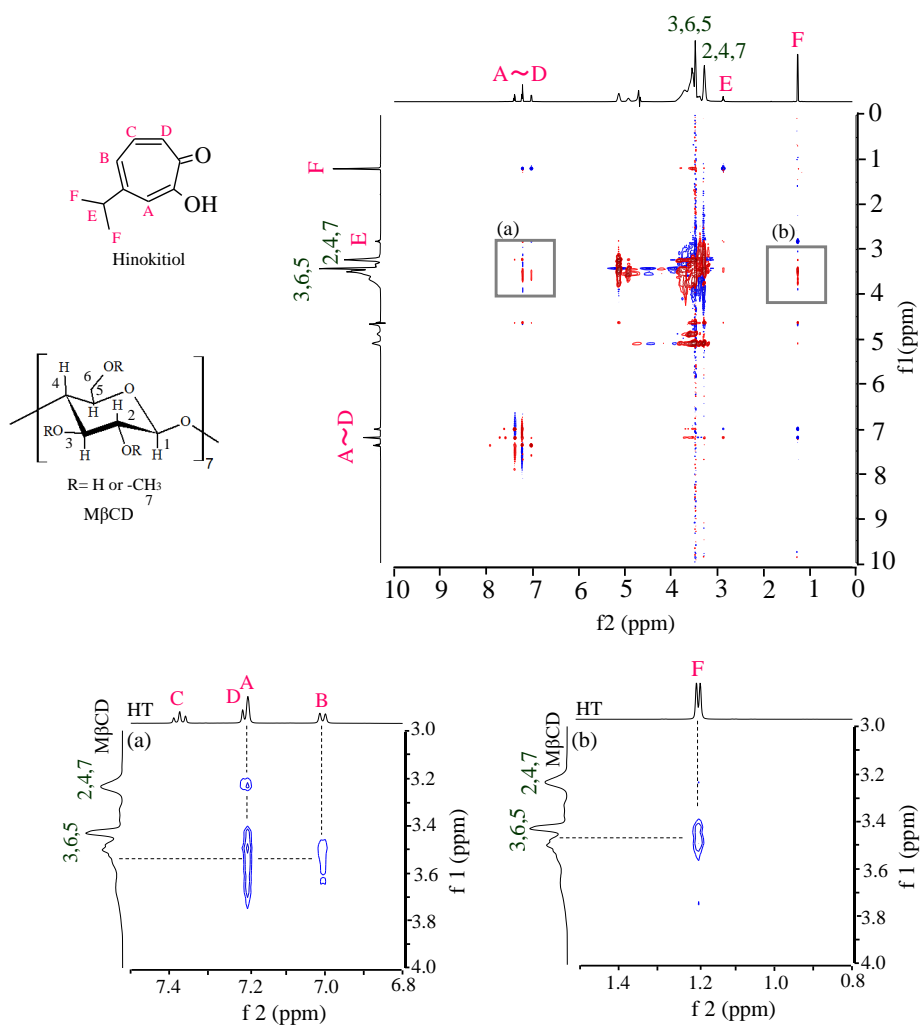 3,6,5
2,4,7
F
A～D
E
C
D
B
O
F
E
A
OH
F
Hinokitiol
F
E
2,4,7
3,6,5
A～D
(a)
(b)
0
1
2
3
4
5
6
7
8
9
10
f1(ppm)
10
9
8
7
6
5
4
3
2
1
0
f2 (ppm)
H
OR
4
6
5
O
H
H
2
O
RO
3
OR
1
H
H
7
R= H or -CH3
7
MβCD
C
D
A
B
HT
(a)
MβCD
2,4,7
3,6,5
3.0
3.2
3.4
3.6
3.8
4.0
f 1 (ppm)
7.4
7.2
7.0
6.8
f 2 (ppm)
F
HT
(b)
MβCD
2,4,7
3,6,5
3.0
3.2
3.4
3.6
3.8
4.0
f 1 (ppm)
1.4
1.2
1.0
0.8
f 2 (ppm)